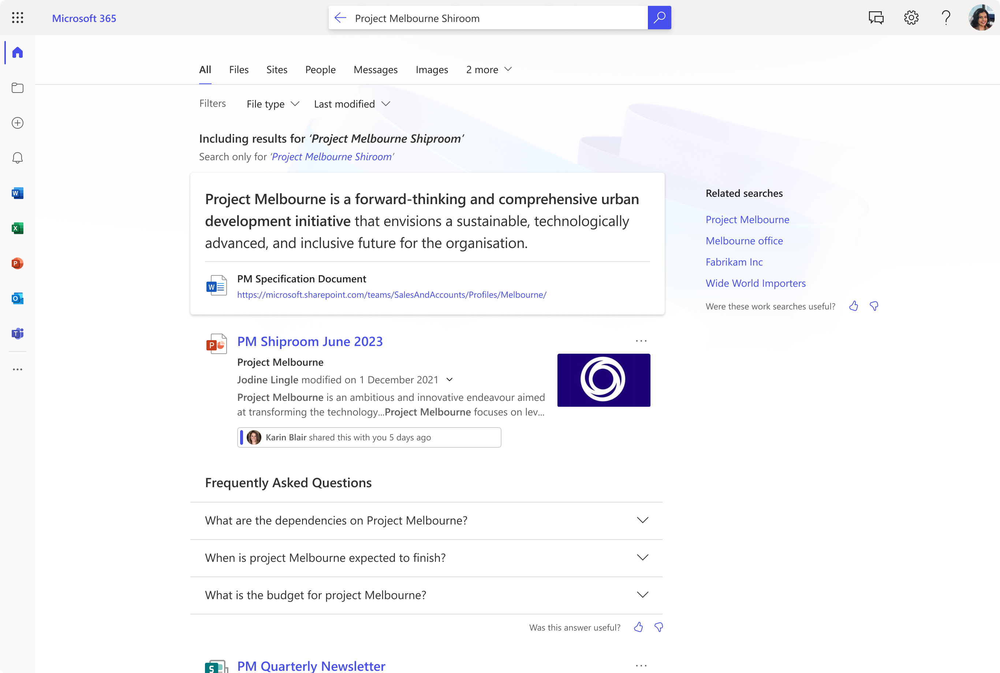 Microsoft 365
Project Melbourne Shiroom
All Files Sites People Messages Images 2 more
Filters File type Last modified
Including results for ‘Project Melbourne Shiproom’
Search only for ‘Project Melbourne Shiroom’
Project Melbourne is a forward-thinking and comprehensive urban
development initiative that envisions a sustainable, technologically
advanced, and inclusive future for the organisation.
PM Specification Document
https://microsoft.sharepoint.com/teams/SalesAndAccounts/Profiles/Melbourne/
Related searches
Project Melbourne
Melbourne office
Fabrikam Inc
Wide World Importers
Were these work searches useful?
PM Shiproom June 2023
Project Melbourne
Jodine Lingle modified on 1 December 2021
Project Melbourne is an ambitious and innovative endeavour aimed
at transforming the technology...Project Melbourne focuses on lev...
Karin Blair shared this with you 5 days ago
Frequently Asked Questions
What are the dependencies on Project Melbourne?
When is project Melbourne expected to finish?
What is the budget for project Melbourne?
Was this answer useful?
PM Quarterly Newsletter